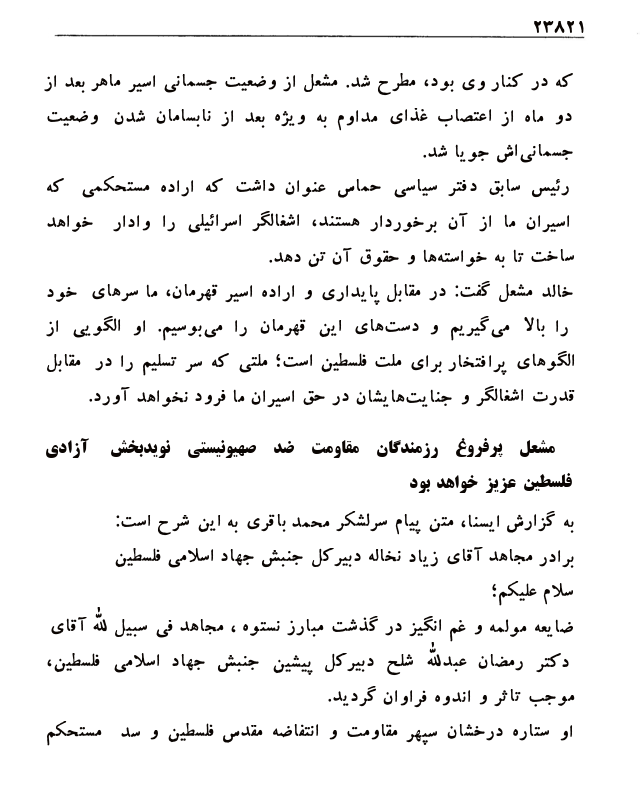 ۲۳۸۲۱
که در کنار وی بود، مطرح شد. مشعل از وضعیت جسمانی اسیر ماهر بعد از
دو ماه از اعتصاب غذای مداوم به ویژه بعد از نابسامان شدن وضعیت
جسمانی‌اش جویا شد.
رئیس سابق دفتر سیاسی حماس عنوان داشت که اراده مستحکمی که
اسیران ما از آن برخوردار هستند، اشغالگر اسرائیلی را وادار خواهد
ساخت تا به خواسته‌ها و حقوق آن تن دهد.
خالد مشعل گفت: در مقابل پایداری و اراده اسیر قهرمان، ما سرهای خود
را بالا می‌گیریم و دست‌های این قهرمان را می‌بوسیم. او الگویی از
الگوهای پرافتخار برای ملت فلسطین است؛ ملتی که سر تسلیم را در مقابل
قدرت اشغالگر و جنایت‌هایشان در حق اسیران ما فرود نخواهد آورد.
مشعل پرفروغ رزمندگان مقاومت ضد صهیونیستی نویدبخش آزادی
فلسطین عزیز خواهد بود
به گزارش ایسنا، متن پیام سرلشکر محمد باقری به این شرح است:
برادر مجاهد آقای زیاد نخاله دبیرکل جنبش جهاد اسلامی فلسطین
سلام علیکم؛
ضایعه مولمه و غم انگیز در گذشت مبارز نستوه ، مجاهد فی سبیل لله آقای
دکتر رمضان عبدلله شلح دبیرکل پیشین جنبش جهاد اسلامی فلسطین،
موجب تاثر و اندوه فراوان گردید.
او ستاره درخشان سپهر مقاومت و انتفاضه مقدس فلسطین و سد مستحکم